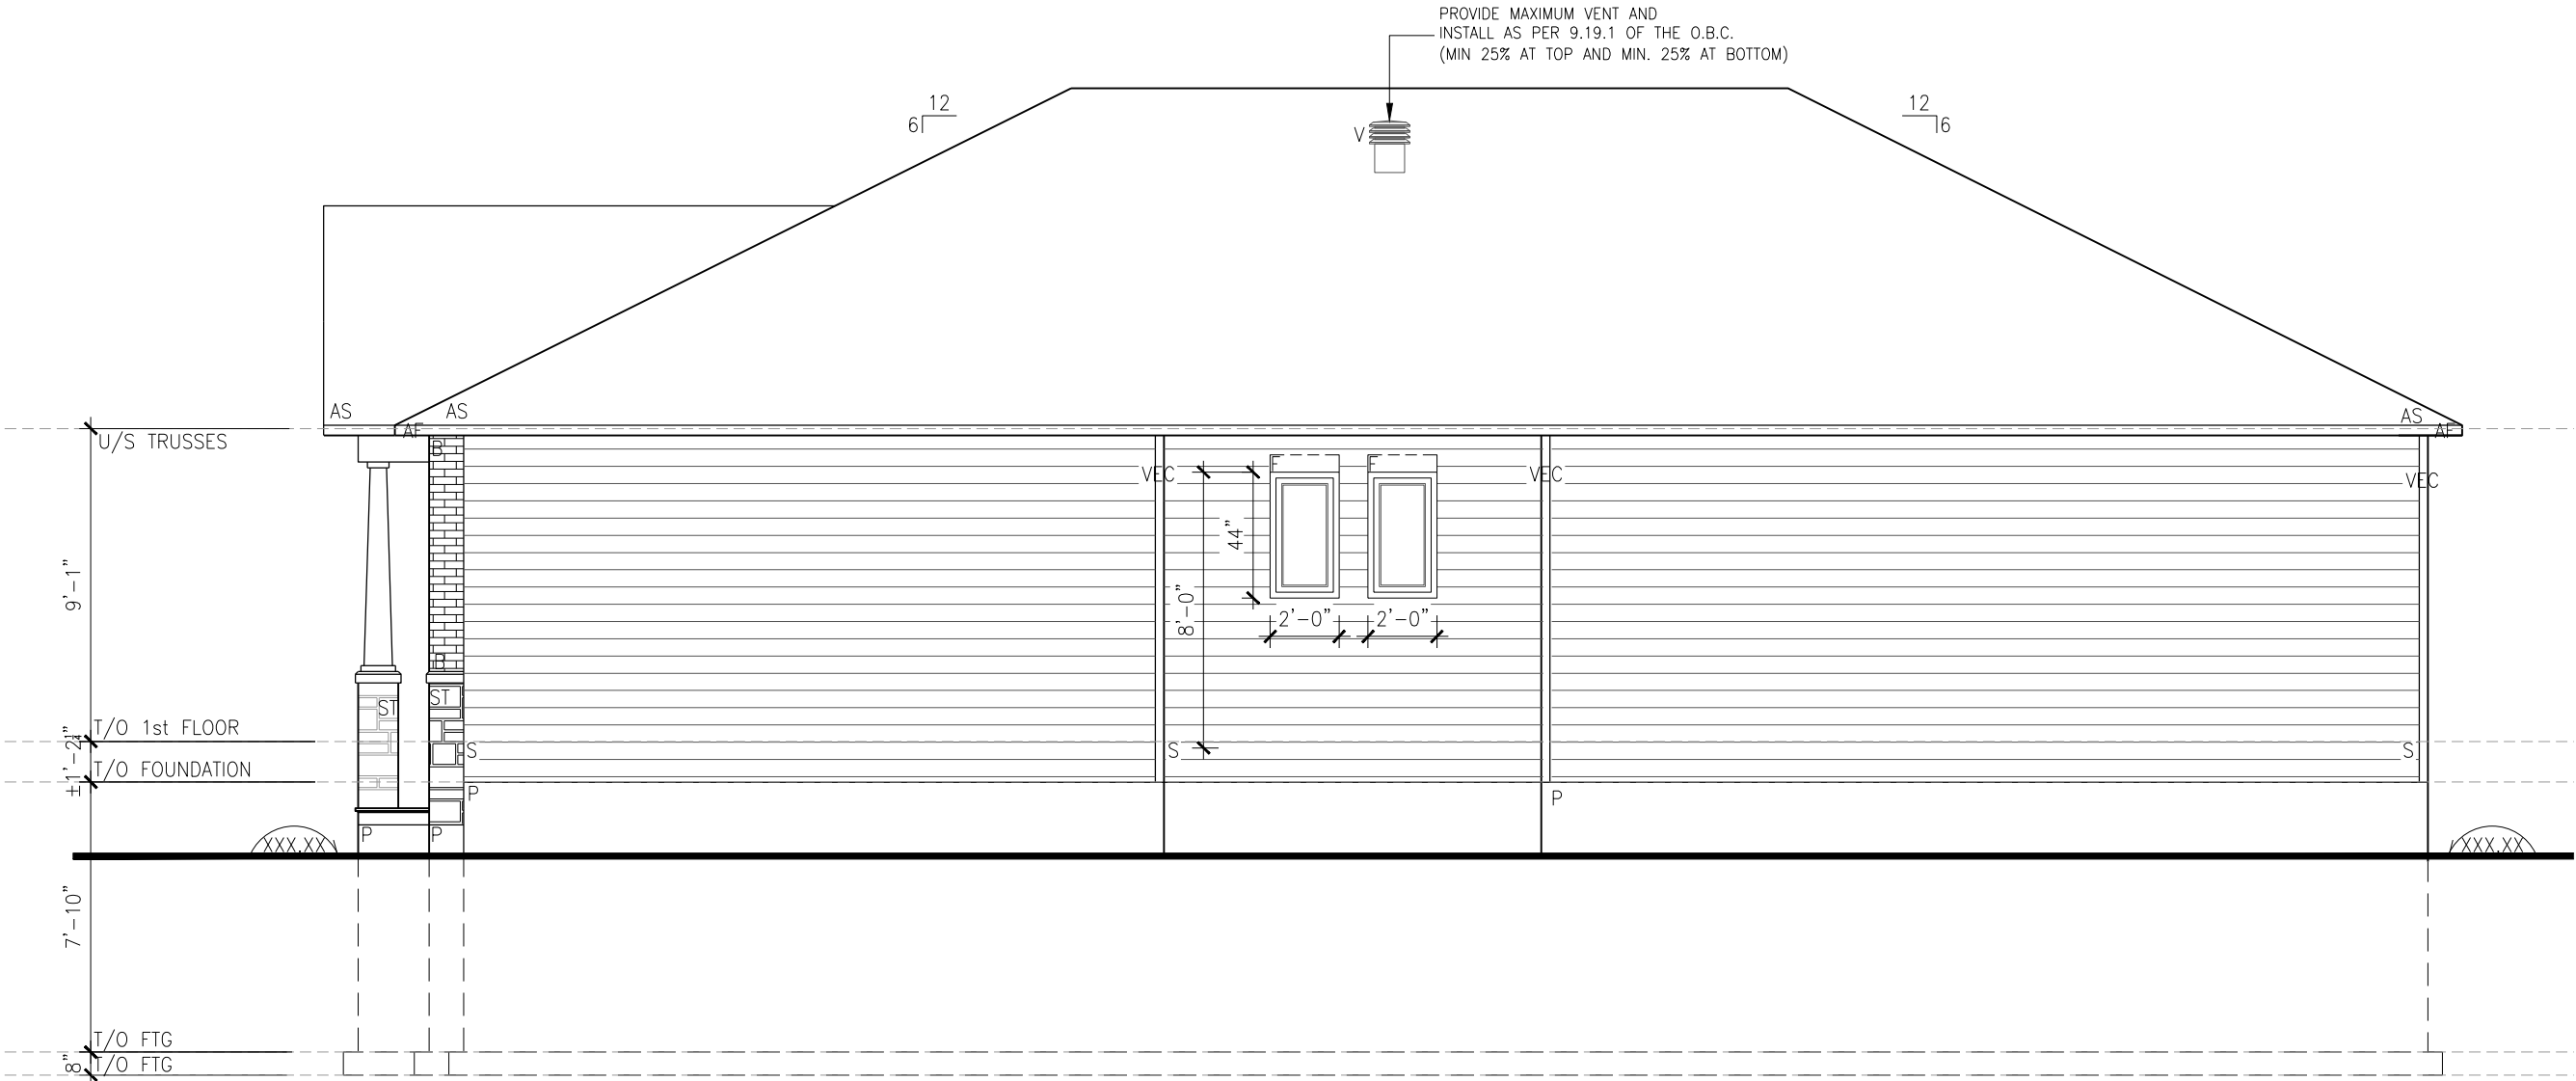 PROVIDE MAXIMUM VENT AND
INSTALL AS PER 9.19.1 OF THE O.B.C.
(MIN 25% AT TOP AND MIN. 25% AT BOTTOM)
12
6
12
6
V
AS
AS
AS
AF
AF
U/S TRUSSES
B
F
F
VEC
VEC
VEC
44"
9'-1"
8'-0"
2'-0"
2'-0"
B
ST
ST
T/O 1st FLOOR
S
S
S
T/O FOUNDATION
P
P
P
P
XXX.XX
XXX.XX
7'-10"
T/O FTG
T/O FTG
8"